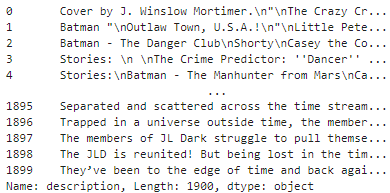 0 Cover by J. Winslow Mortimer.\n"\nThe Crazy Cr...
1 Batman "\nOutlaw Town, U.S.A.!\n"\nLittle Pete...
2 Batman - The Danger Club\nShorty\nCasey the Co...
3 Stories: \n \nThe Crime Predictor: ''Dancer'' ...
4 Stories:\nBatman - The Manhunter from Mars\nCa...
...
1895 Separated and scattered across the time stream...
1896 Trapped in a universe outside time, the member...
1897 The members of JL Dark struggle to pull themse...
1898 The JLD is reunited! But being lost in the tim...
1899 They’ve been to the edge of time and back agai...
Name: description, Length: 1900, dtype: object